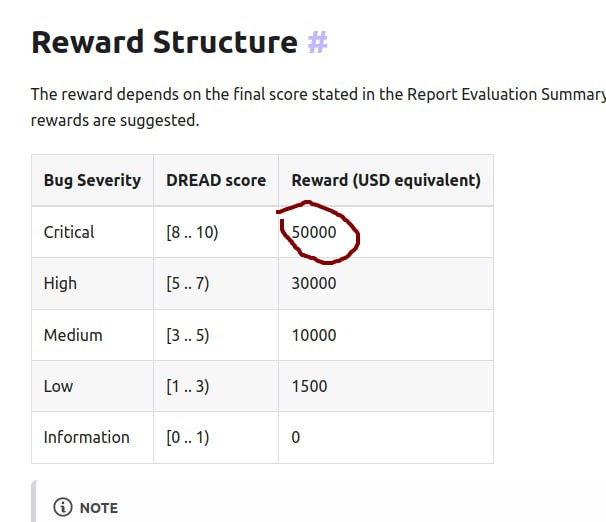 Reward Structure #
The reward depends on the final score stated in the Report Evaluation Summary
rewards are suggested.
Bug Severity DREAD score Reward (USD equivalent)
Critical [8 .. 10) 50000
High [5 .. 7) 30000
Medium [3 .. 5) 10000
Low [1 .. 3) 1500
Information [0 .. 1) 0
NOTE